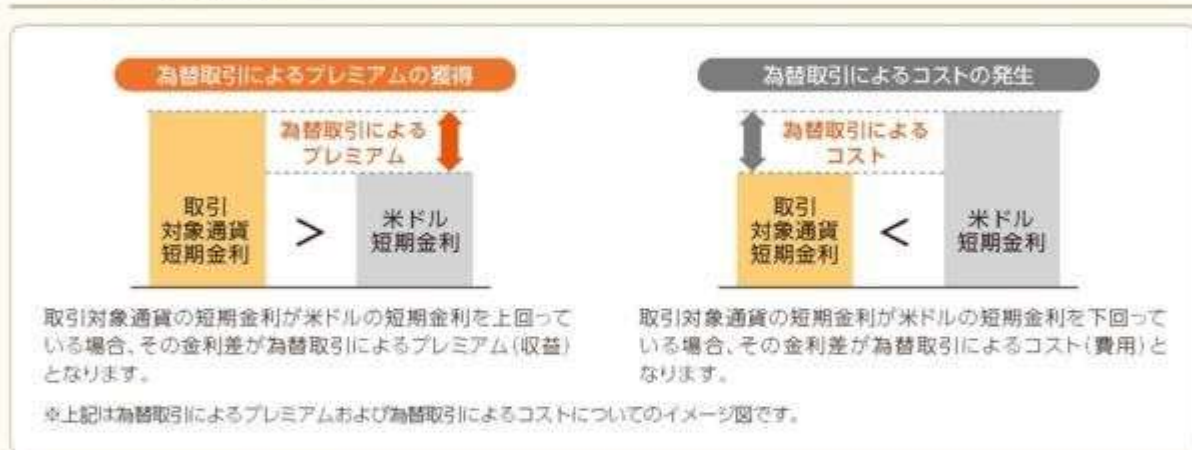 為替取引によるプレミアムの獲得
為替取引による
プレミアム
取引
対象通貨
短期金利
>
米ドル
短期金利
取引対象通貨の短期金利が米ドルの短期金利を上回って
いる場合、その金利差が為替取引によるプレミアム(収益)
となります。
為替取引によるコストの発生
為替取引による
コスト
取引
対象通貨
短期金利
<
米ドル
短期金利
取引対象通貨の短期金利が米ドルの短期金利を下回って
いる場合、その金利差が為替取引によるコスト(費用)と
なります。
※上記は為替取引によるプレミアムおよび為替取引によるコストについてのイメージ図です。